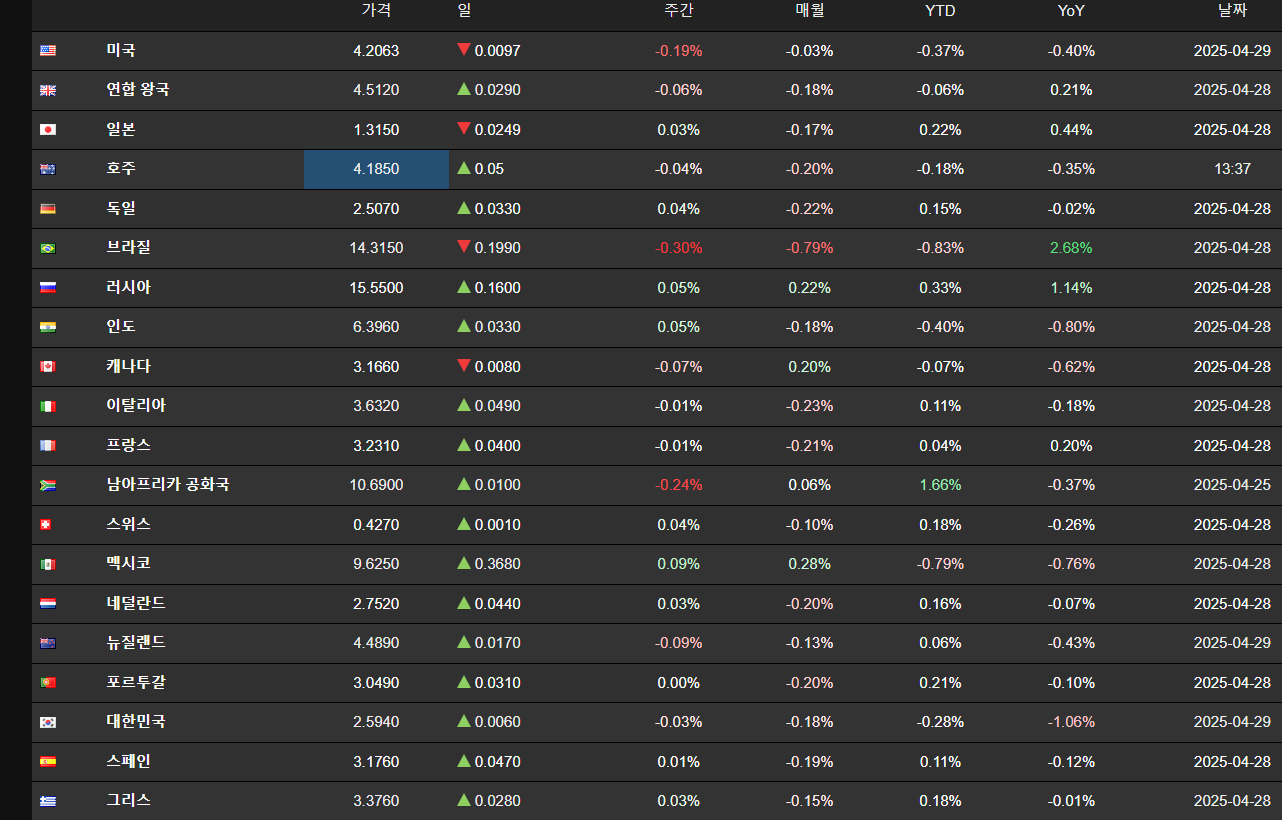 가격 일 주간 매월 YTD YoY 날짜
미국 4.2063 ▼ 0.0097 -0.19% -0.03% -0.37% -0.40% 2025-04-29
연합 왕국 4.5120 ▲ 0.0290 -0.06% -0.18% -0.06% 0.21% 2025-04-28
일본 1.3150 ▼ 0.0249 0.03% -0.17% 0.22% 0.44% 2025-04-28
호주 4.1850 ▲ 0.05 -0.04% -0.20% -0.18% -0.35% 13:37
독일 2.5070 ▲ 0.0330 0.04% -0.22% 0.15% -0.02% 2025-04-28
브라질 14.3150 ▼ 0.1990 -0.30% -0.79% -0.83% 2.68% 2025-04-28
러시아 15.5500 ▲ 0.1600 0.05% 0.22% 0.33% 1.14% 2025-04-28
인도 6.3960 ▲ 0.0330 0.05% -0.18% -0.40% -0.80% 2025-04-28
캐나다 3.1660 ▼ 0.0080 -0.07% 0.20% -0.07% -0.62% 2025-04-28
이탈리아 3.6320 ▲ 0.0490 -0.01% -0.23% 0.11% -0.18% 2025-04-28
프랑스 3.2310 ▲ 0.0400 -0.01% -0.21% 0.04% 0.20% 2025-04-28
남아프리카 공화국 10.6900 ▲ 0.0100 -0.24% 0.06% 1.66% -0.37% 2025-04-25
스위스 0.4270 ▲ 0.0010 0.04% -0.10% 0.18% -0.26% 2025-04-28
멕시코 9.6250 ▲ 0.3680 0.09% 0.28% -0.79% -0.76% 2025-04-28
네덜란드 2.7520 ▲ 0.0440 0.03% -0.20% 0.16% -0.07% 2025-04-28
뉴질랜드 4.4890 ▲ 0.0170 -0.09% -0.13% 0.06% -0.43% 2025-04-29
포르투갈 3.0490 ▲ 0.0310 0.00% -0.20% 0.21% -0.10% 2025-04-28
대한민국 2.5940 ▲ 0.0060 -0.03% -0.18% -0.28% -1.06% 2025-04-29
스페인 3.1760 ▲ 0.0470 0.01% -0.19% 0.11% -0.12% 2025-04-28
그리스 3.3760 ▲ 0.0280 0.03% -0.15% 0.18% -0.01% 2025-04-28